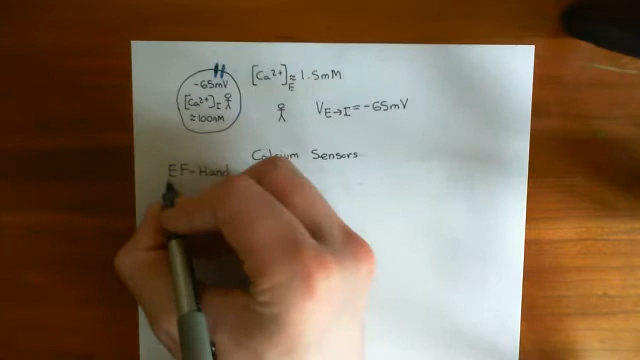 -65mV
[Ca²⁺]I
≈100nM
[Ca²⁺]E ≈ 1.5mM
VE→I = -65mV
Calcium Sensors
EF-Hand